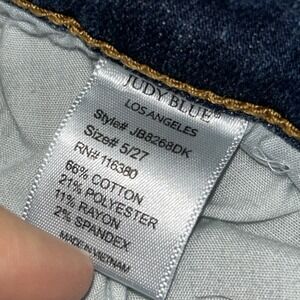 JUDY BLUE®
LOS ANGELES
Style# JB8268DK
Size# 5/27
RN# 116380
66% COTTON
21% POLYESTER
11% RAYON
2% SPANDEX
MADE IN VIETNAM